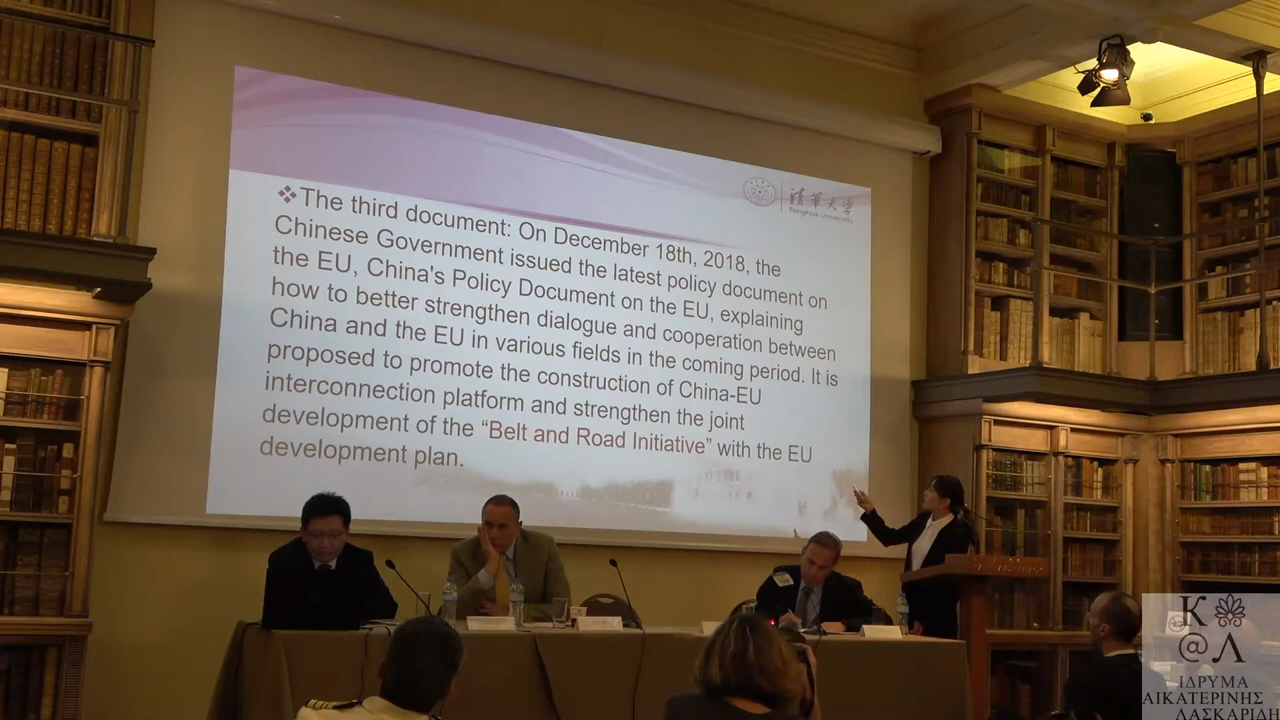 清华大学
Tsinghua University
❖The third document: On December 18th, 2018, the
Chinese Government issued the latest policy document on
the EU, China's Policy Document on the EU, explaining
how to better strengthen dialogue and cooperation between
China and the EU in various fields in the coming period. It is
proposed to promote the construction of China-EU
interconnection platform and strengthen the joint
development of the “Belt and Road Initiative” with the EU
development plan.
Κ
@Λ
ΙΔΡΥΜΑ
ΑΙΚΑΤΕΡΙΝΗΣ
ΛΑΣΚΑΡΙΔΗ